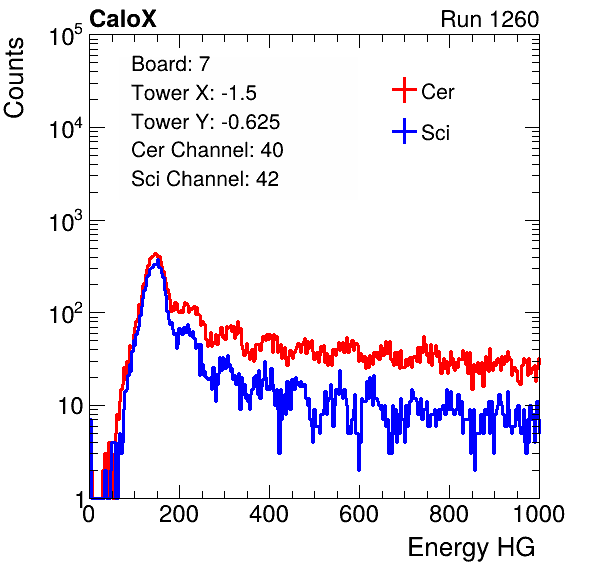 CaloX Run 1260
Counts
10^5
10^4
10^3
10^2
10
1
Board: 7
Tower X: -1.5
Tower Y: -0.625
Cer Channel: 40
Sci Channel: 42
Cer
Sci
0 200 400 600 800 1000
Energy HG